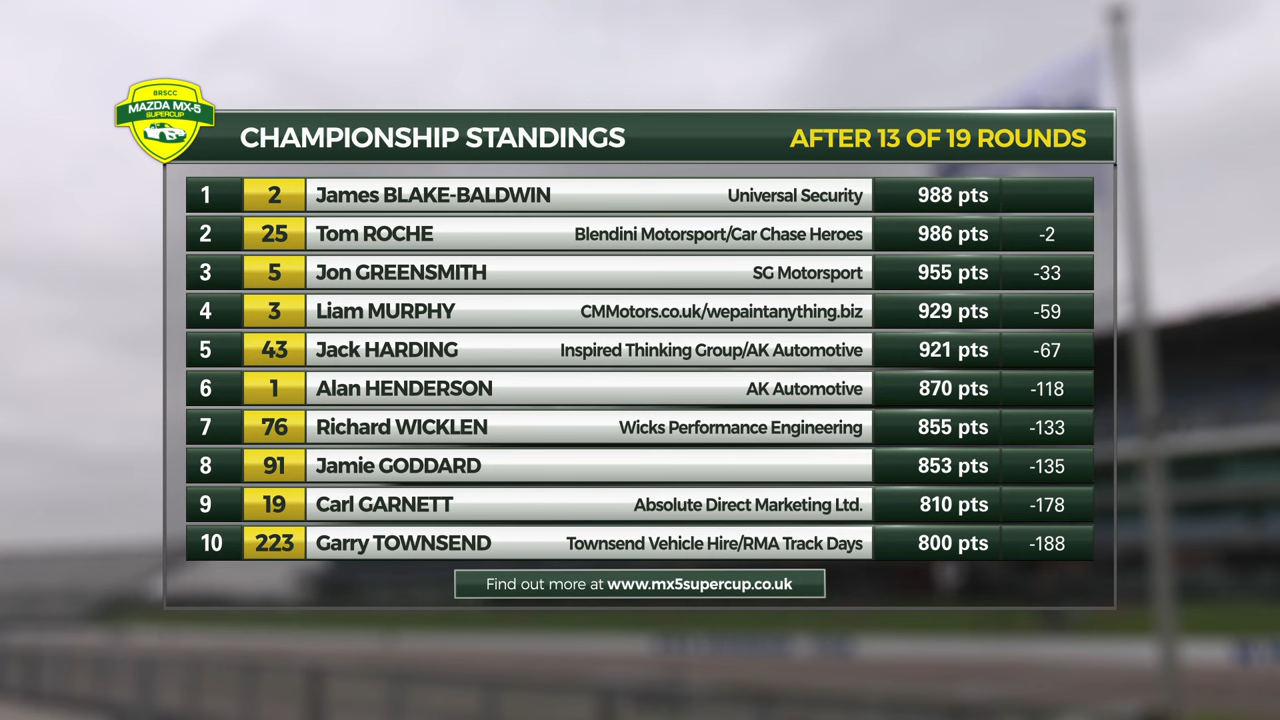 BRSCC
MAZDA MX-5
SUPERCUP
CHAMPIONSHIP STANDINGS AFTER 13 OF 19 ROUNDS
1 2 James BLAKE-BALDWIN Universal Security 988 pts
2 25 Tom ROCHE Blendini Motorsport/Car Chase Heroes 986 pts -2
3 5 Jon GREENSMITH SG Motorsport 955 pts -33
4 3 Liam MURPHY CMMotors.co.uk/wepaintanything.biz 929 pts -59
5 43 Jack HARDING Inspired Thinking Group/AK Automotive 921 pts -67
6 1 Alan HENDERSON AK Automotive 870 pts -118
7 76 Richard WICKLEN Wicks Performance Engineering 855 pts -133
8 91 Jamie GODDARD 853 pts -135
9 19 Carl GARNETT Absolute Direct Marketing Ltd. 810 pts -178
10 223 Garry TOWNSEND Townsend Vehicle Hire/RMA Track Days 800 pts -188
Find out more at www.mx5supercup.co.uk